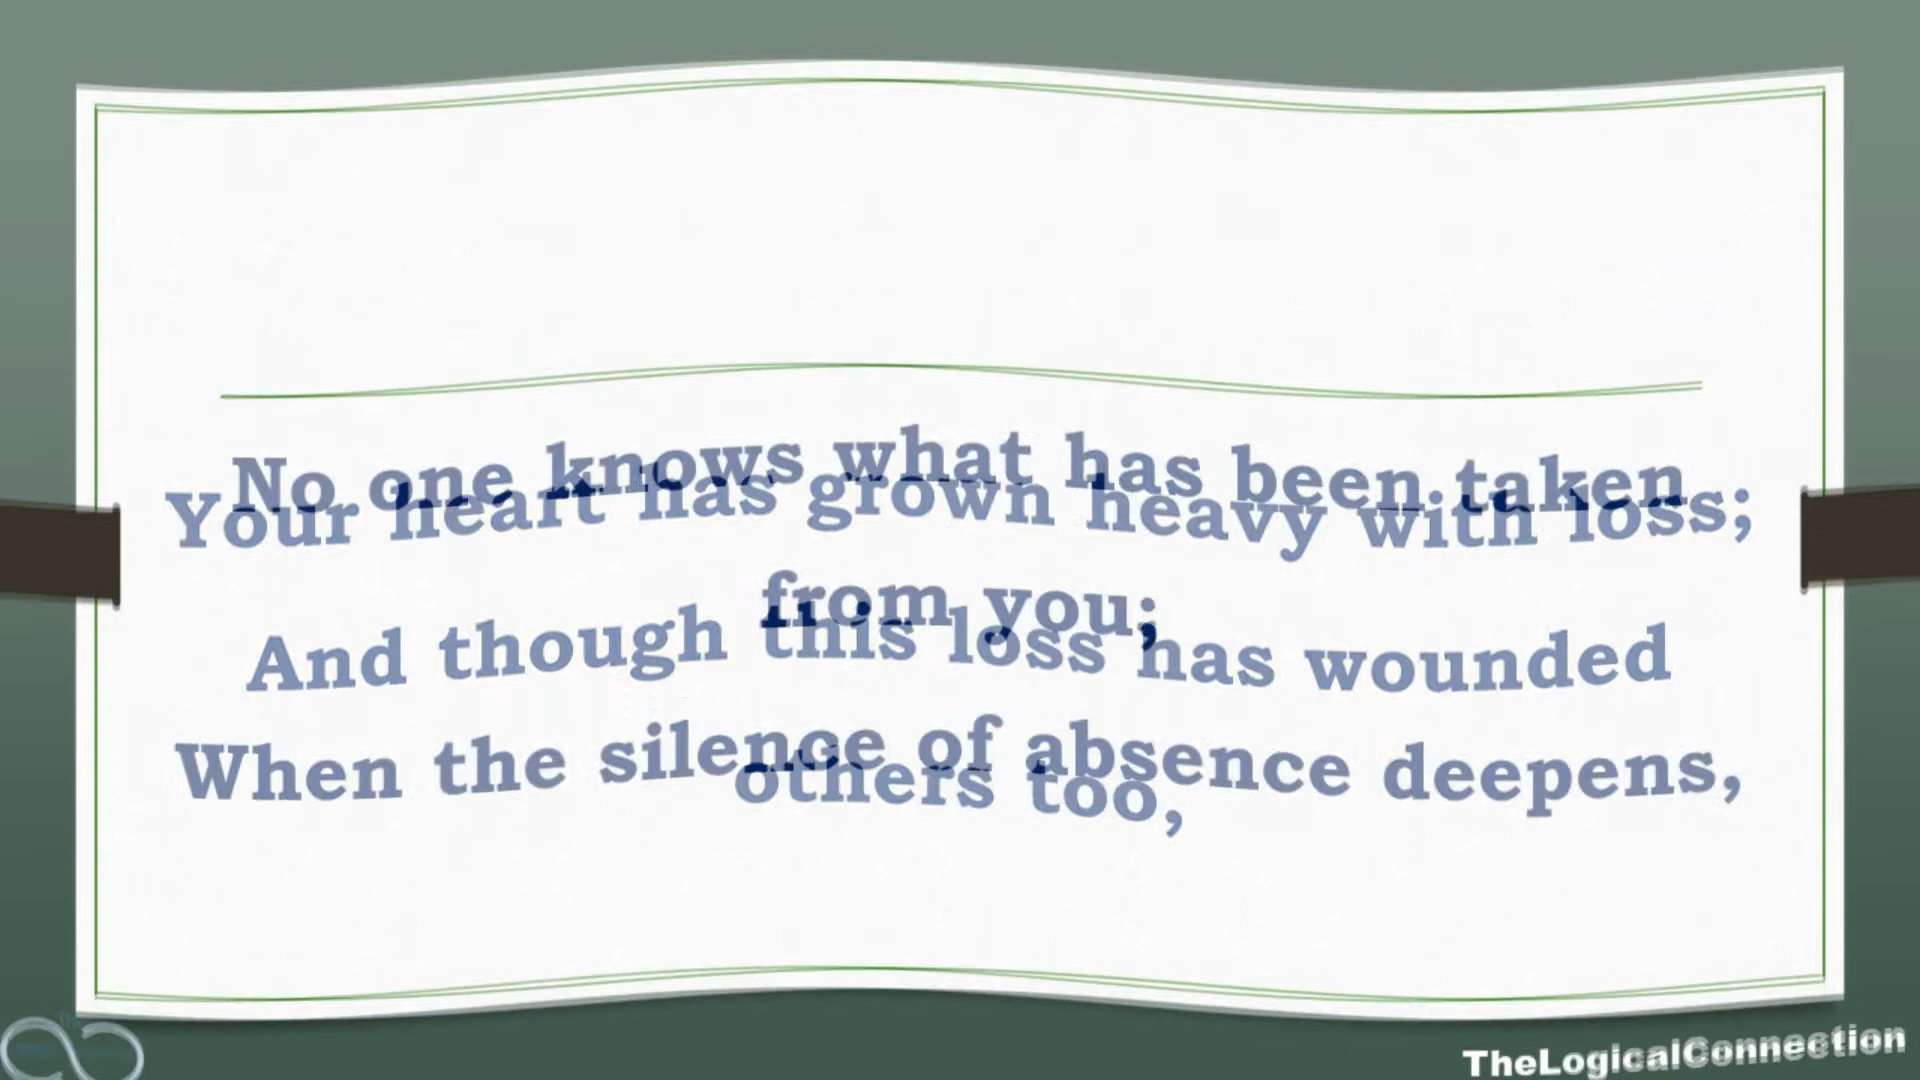 No one knows what has been taken
from you;
When the silence of absence deepens,
Your heart has grown heavy with loss;
And though this loss has wounded
others too,
TheLogicalConnection